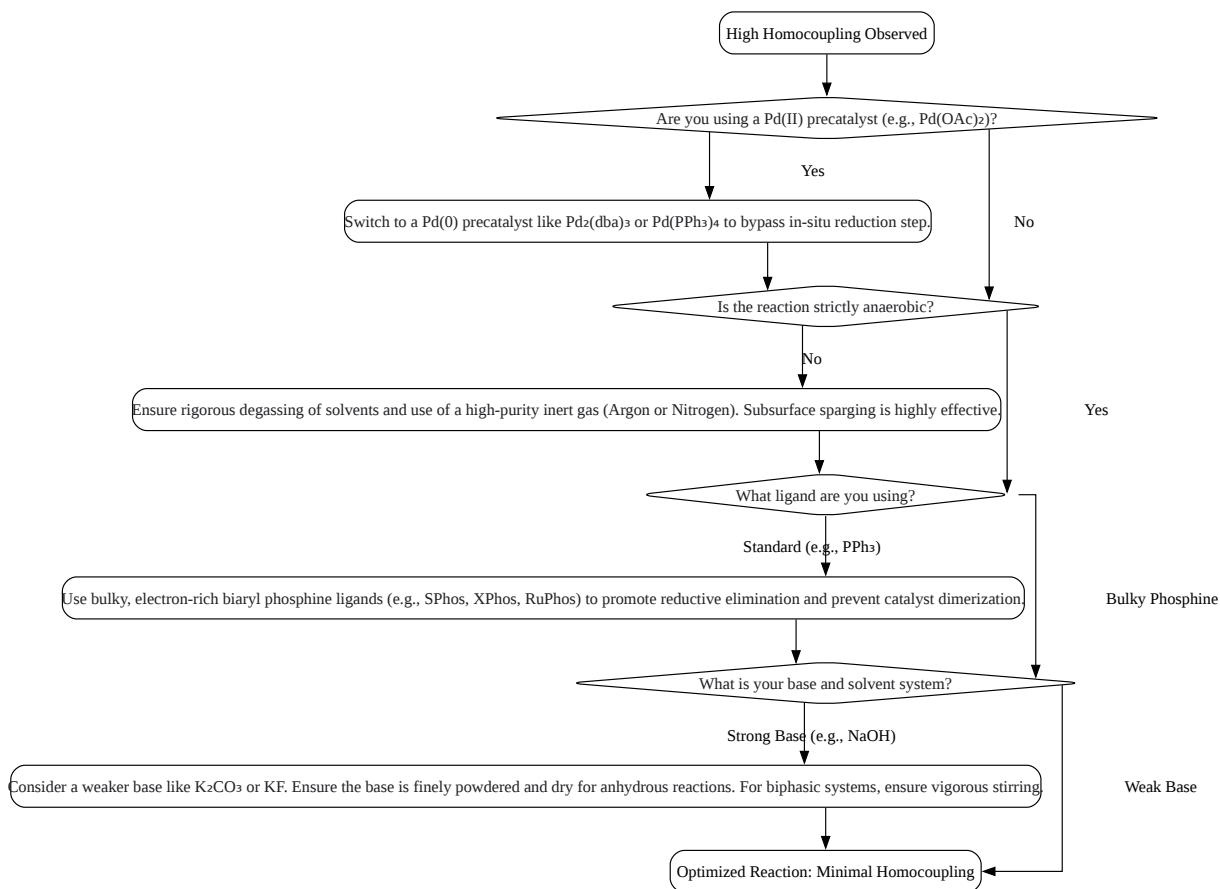 High Homocoupling Observed
Are you using a Pd(II) precatalyst (e.g., Pd(OAc)₂)?
Yes
Switch to a Pd(0) precatalyst like Pd₂(dba)₃ or Pd(PPh₃)₄ to bypass in-situ reduction step.
No
Is the reaction strictly anaerobic?
No
Ensure rigorous degassing of solvents and use of a high-purity inert gas (Argon or Nitrogen). Subsurface sparging is highly effective.
Yes
What ligand are you using?
Standard (e.g., PPh₃)
Use bulky, electron-rich biaryl phosphine ligands (e.g., SPhos, XPhos, RuPhos) to promote reductive elimination and prevent catalyst dimerization.
Bulky Phosphine
What is your base and solvent system?
Strong Base (e.g., NaOH)
Consider a weaker base like K₂CO₃ or KF. Ensure the base is finely powdered and dry for anhydrous reactions. For biphasic systems, ensure vigorous stirring.
Weak Base
Optimized Reaction: Minimal Homocoupling